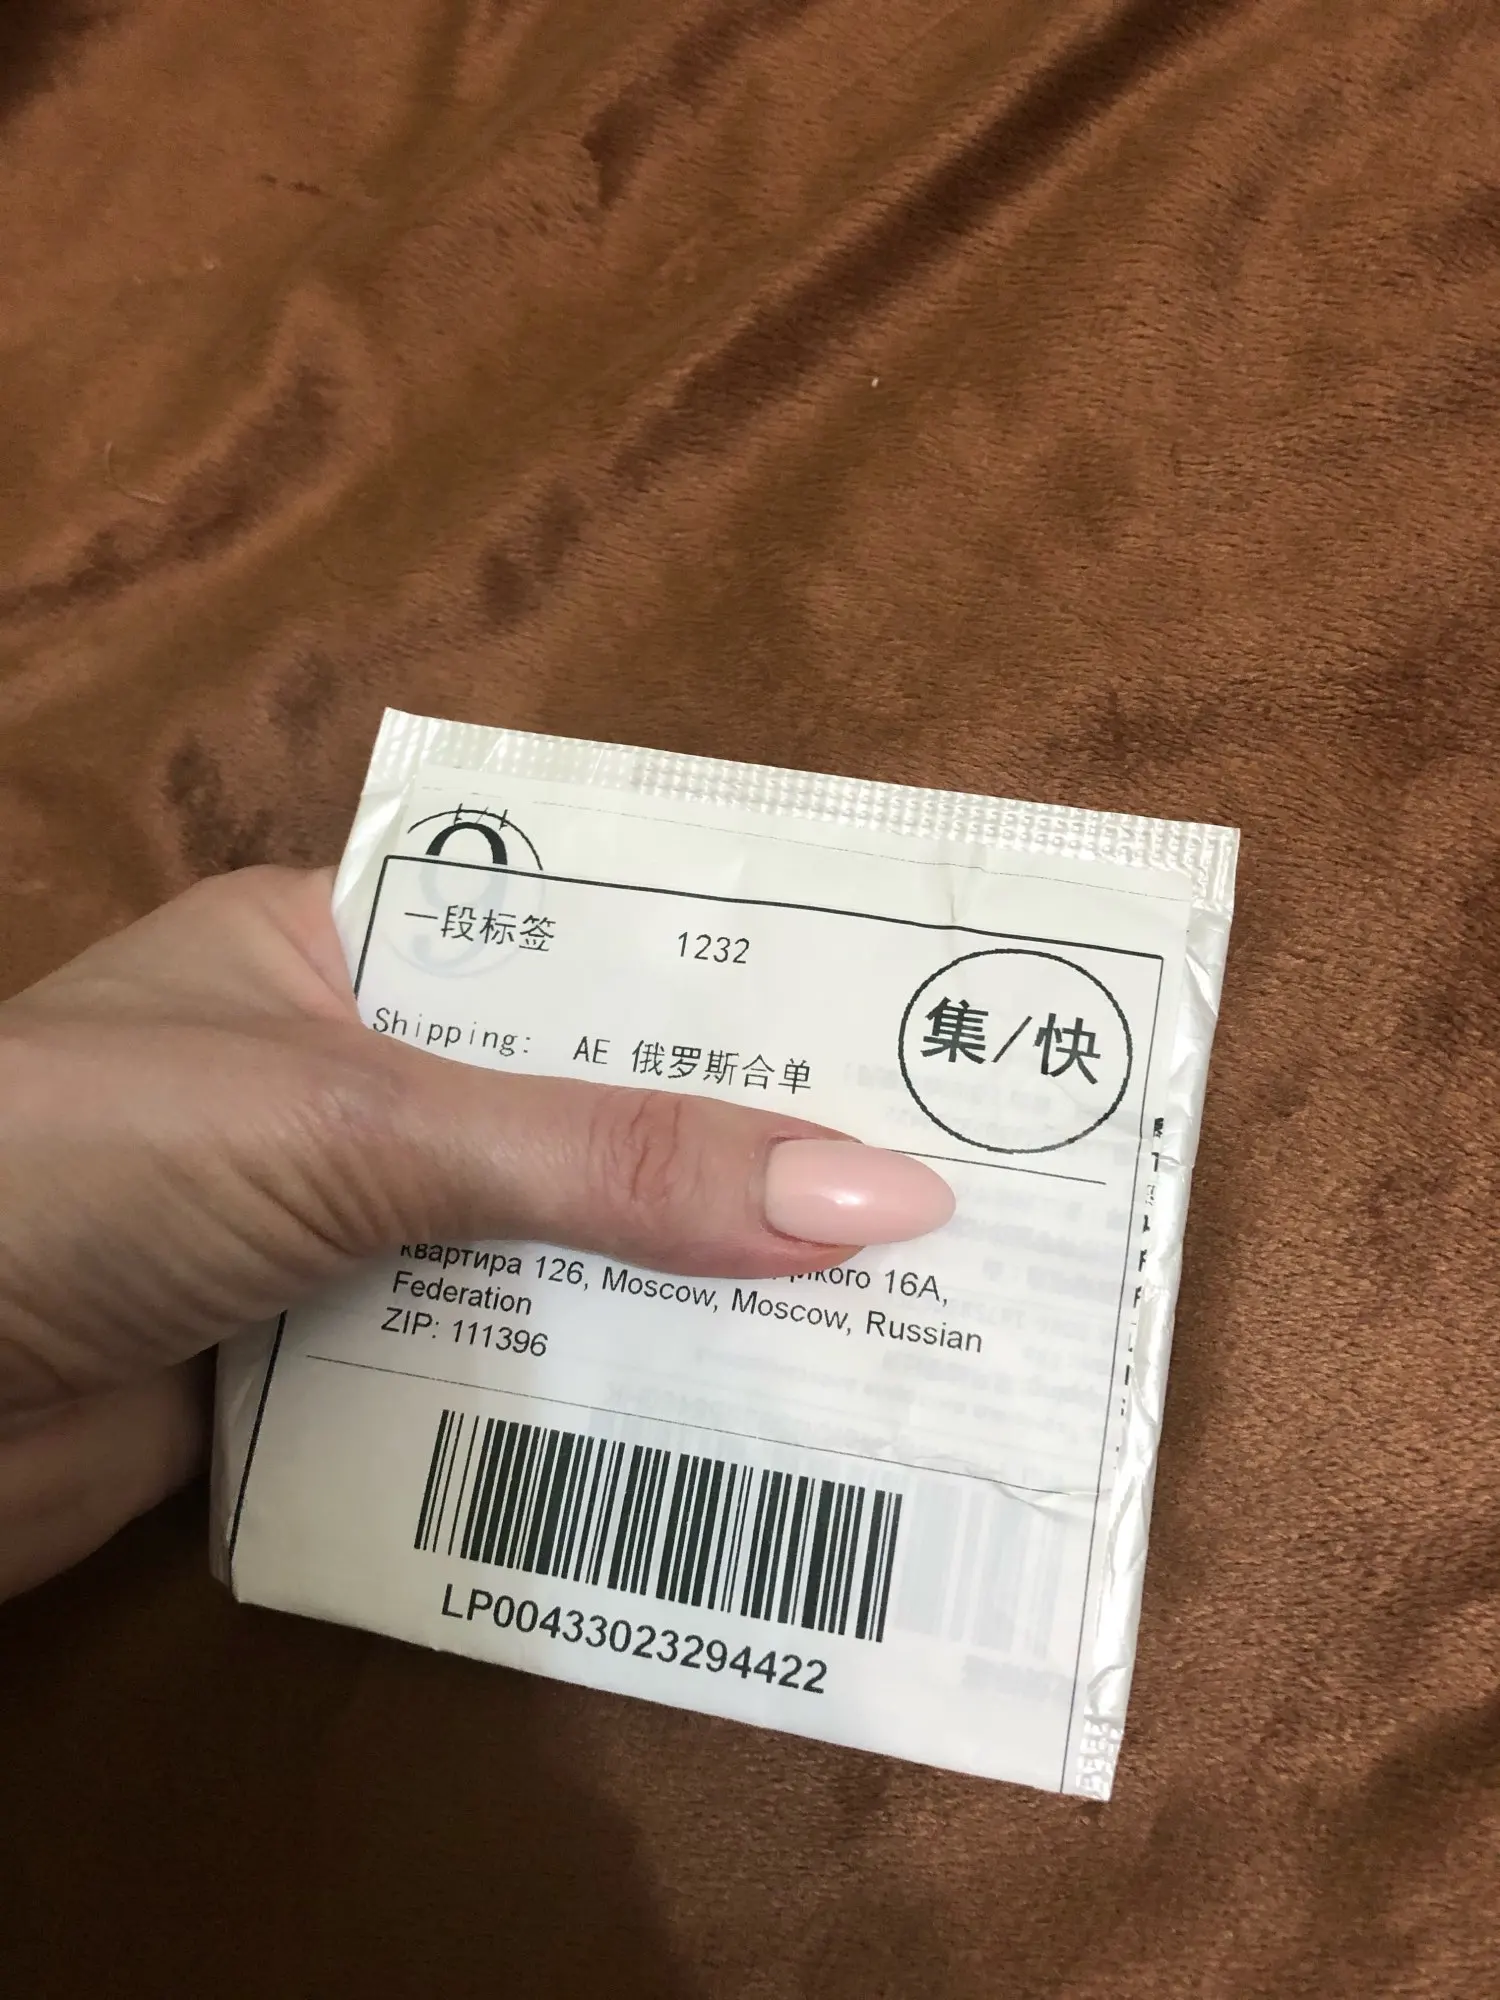 9
一段标签 1232
集/快
Shipping: AE 俄罗斯合单
16A,
квартира 126, Moscow, Moscow, Russian
Federation
ZIP: 111396
LP00433023294422